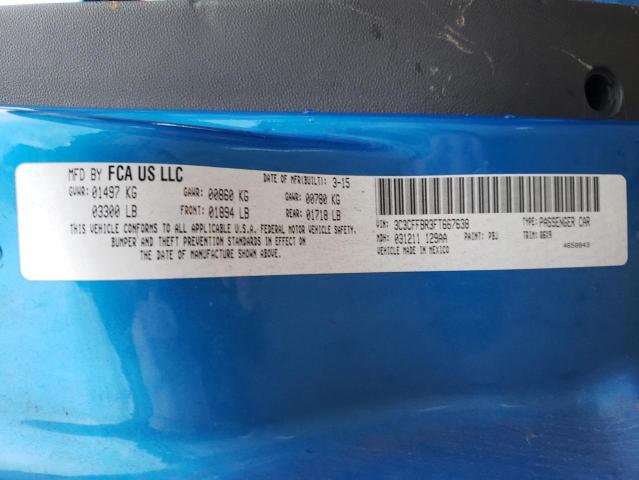 MFD BY FCA US LLC DATE OF MFR(BUILT): 3-15
GVWR: 01497 KG GAWR: 00860 KG GAWR: 00780 KG
03300 LB FRONT: 01894 LB REAR: 01718 LB
THIS VEHICLE CONFORMS TO ALL APPLICABLE U.S.A. FEDERAL MOTOR VEHICLE SAFETY,
BUMPER AND THEFT PREVENTION STANDARDS IN EFFECT ON
THE DATE OF MANUFACTURE SHOWN ABOVE.
VIN: 3C3CFFBR3FT667638 TYPE: PASSENGER CAR
MDH: 031211 129AA PAINT: PBJ TRIM:
VEHICLE MADE IN MEXICO 4658843